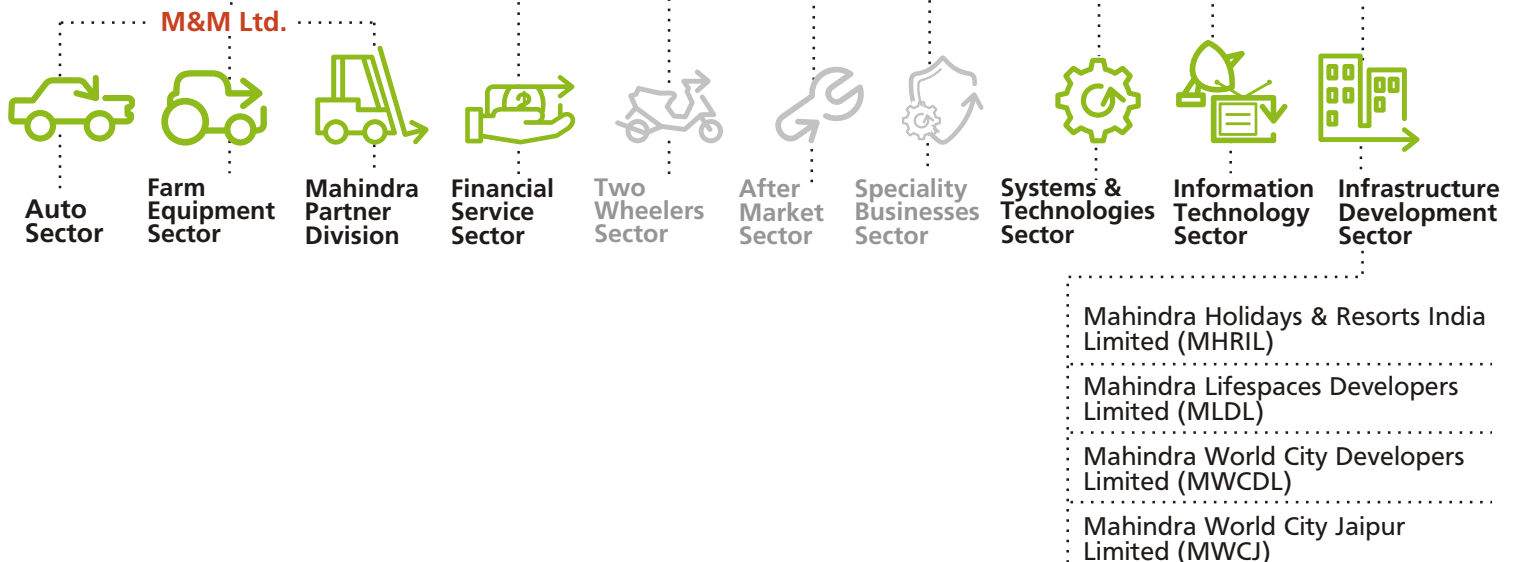 M&M Ltd.
Auto
Sector
Farm
Equipment
Sector
Mahindra
Partner
Division
Financial
Service
Sector
Two
Wheelers
Sector
After
Market
Sector
Speciality
Businesses
Sector
Systems &
Technologies
Sector
Information
Technology
Sector
Infrastructure
Development
Sector
Mahindra Holidays & Resorts India
Limited (MHRIL)
Mahindra Lifespaces Developers
Limited (MLDL)
Mahindra World City Developers
Limited (MWCDL)
Mahindra World City Jaipur
Limited (MWCJ)